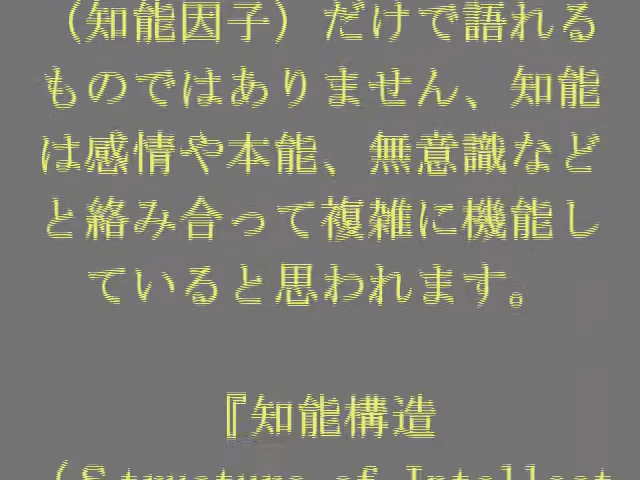 （知能因子）だけで語れる
ものではありません、知能
は感情や本能、無意識など
と絡み合って複雑に機能し
ていると思われます。
『知能構造
（Structure of Intellect